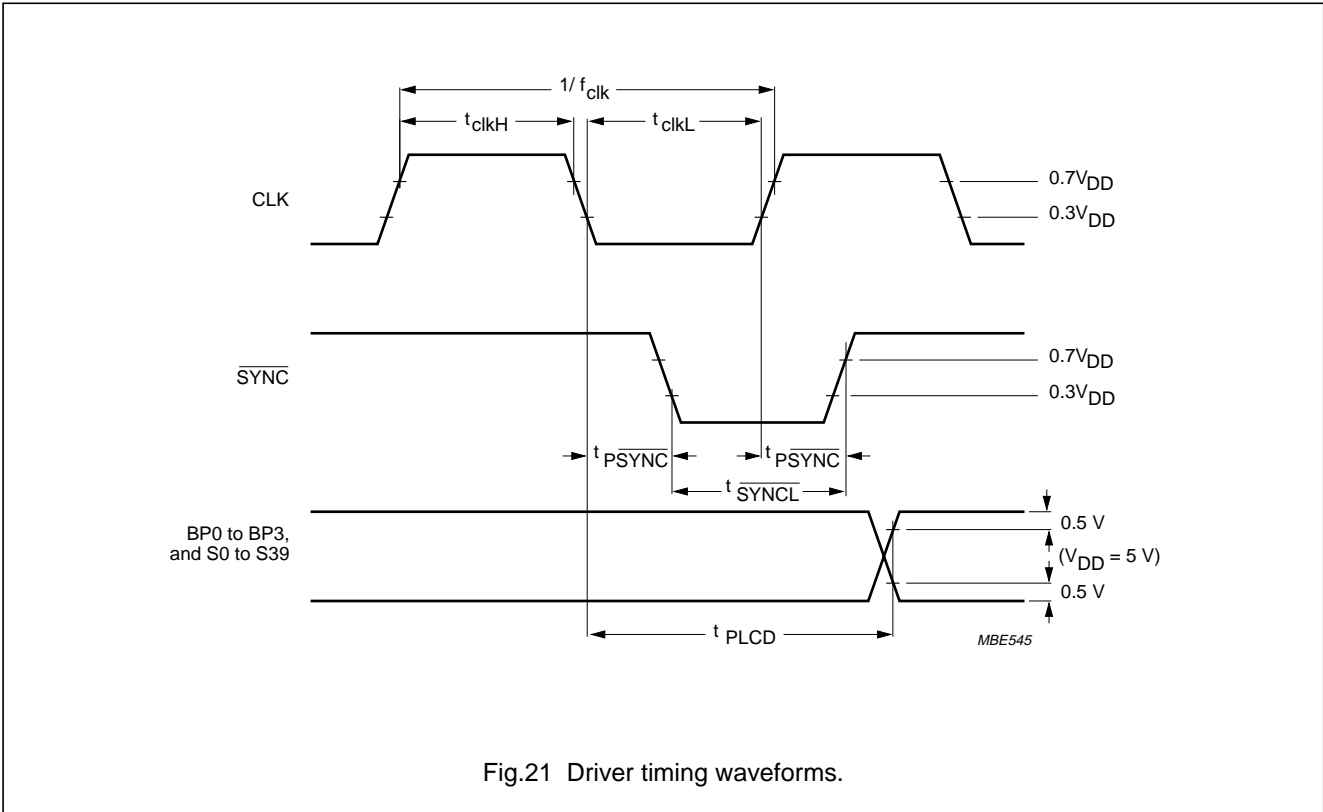 1/ fclk
tclkH
tclkL
CLK
0.7VDD
0.3VDD
SYNC
0.7VDD
0.3VDD
t PSYNC
t PSYNC
t SYNCL
BP0 to BP3,
and S0 to S39
0.5 V
(VDD = 5 V)
0.5 V
t PLCD
MBE545
Fig.21 Driver timing waveforms.